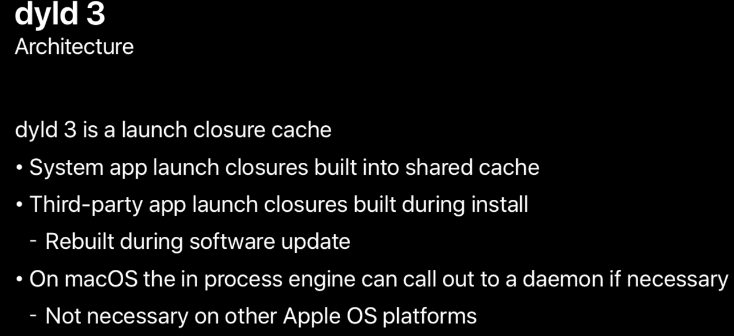 dyld 3
Architecture
dyld 3 is a launch closure cache
• System app launch closures built into shared cache
• Third-party app launch closures built during install
- Rebuilt during software update
• On macOS the in process engine can call out to a daemon if necessary
- Not necessary on other Apple OS platforms